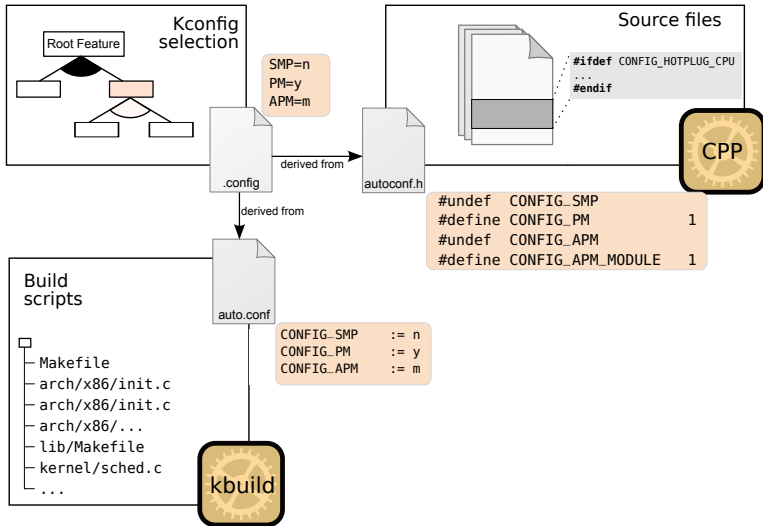 Kconfig
selection
Root Feature
SMP=n
PM=y
APM=m
.config
derived from
derived from
Source files
#ifdef CONFIG_HOTPLUG_CPU
...
#endif
CPP
autoconf.h
#undef CONFIG_SMP
#define CONFIG_PM 1
#undef CONFIG_APM
#define CONFIG_APM_MODULE 1
Build
scripts
auto.conf
CONFIG_SMP := n
CONFIG_PM := y
CONFIG_APM := m
Makefile
arch/x86/init.c
arch/x86/init.c
arch/x86/...
lib/Makefile
kernel/sched.c
...
kbuild